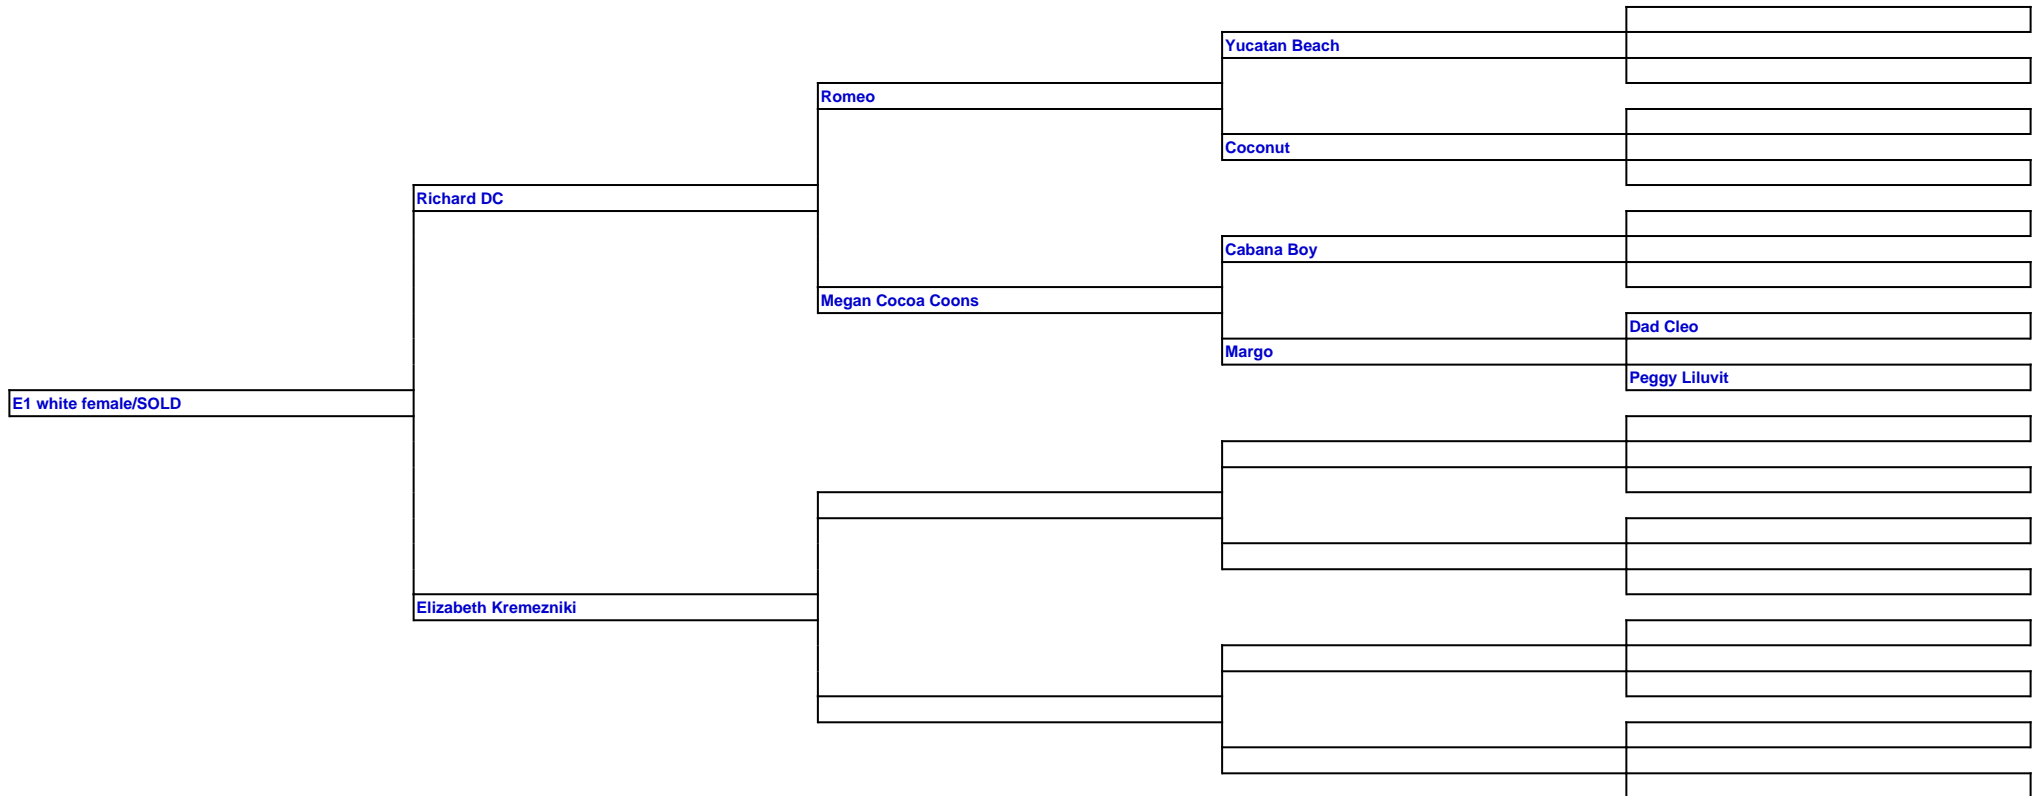 Yucatan Beach
Romeo
Coconut
Richard DC
Cabana Boy
Megan Cocoa Coons
Dad Cleo
Margo
Peggy Liluvit
E1 white female/SOLD
Elizabeth Kremezniki